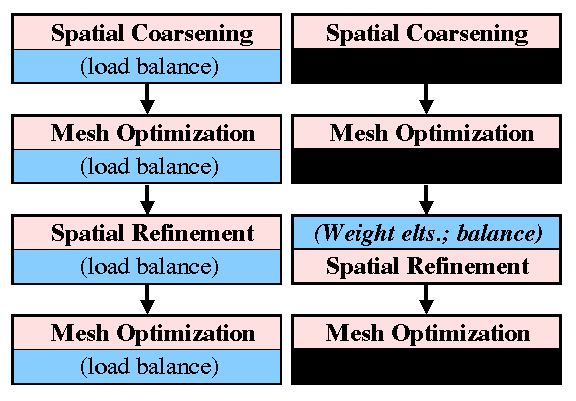 Spatial Coarsening
(load balance)
Mesh Optimization
(load balance)
Spatial Refinement
(load balance)
Mesh Optimization
(load balance)
Spatial Coarsening
Mesh Optimization
(Weight elts.; balance)
Spatial Refinement
Mesh Optimization